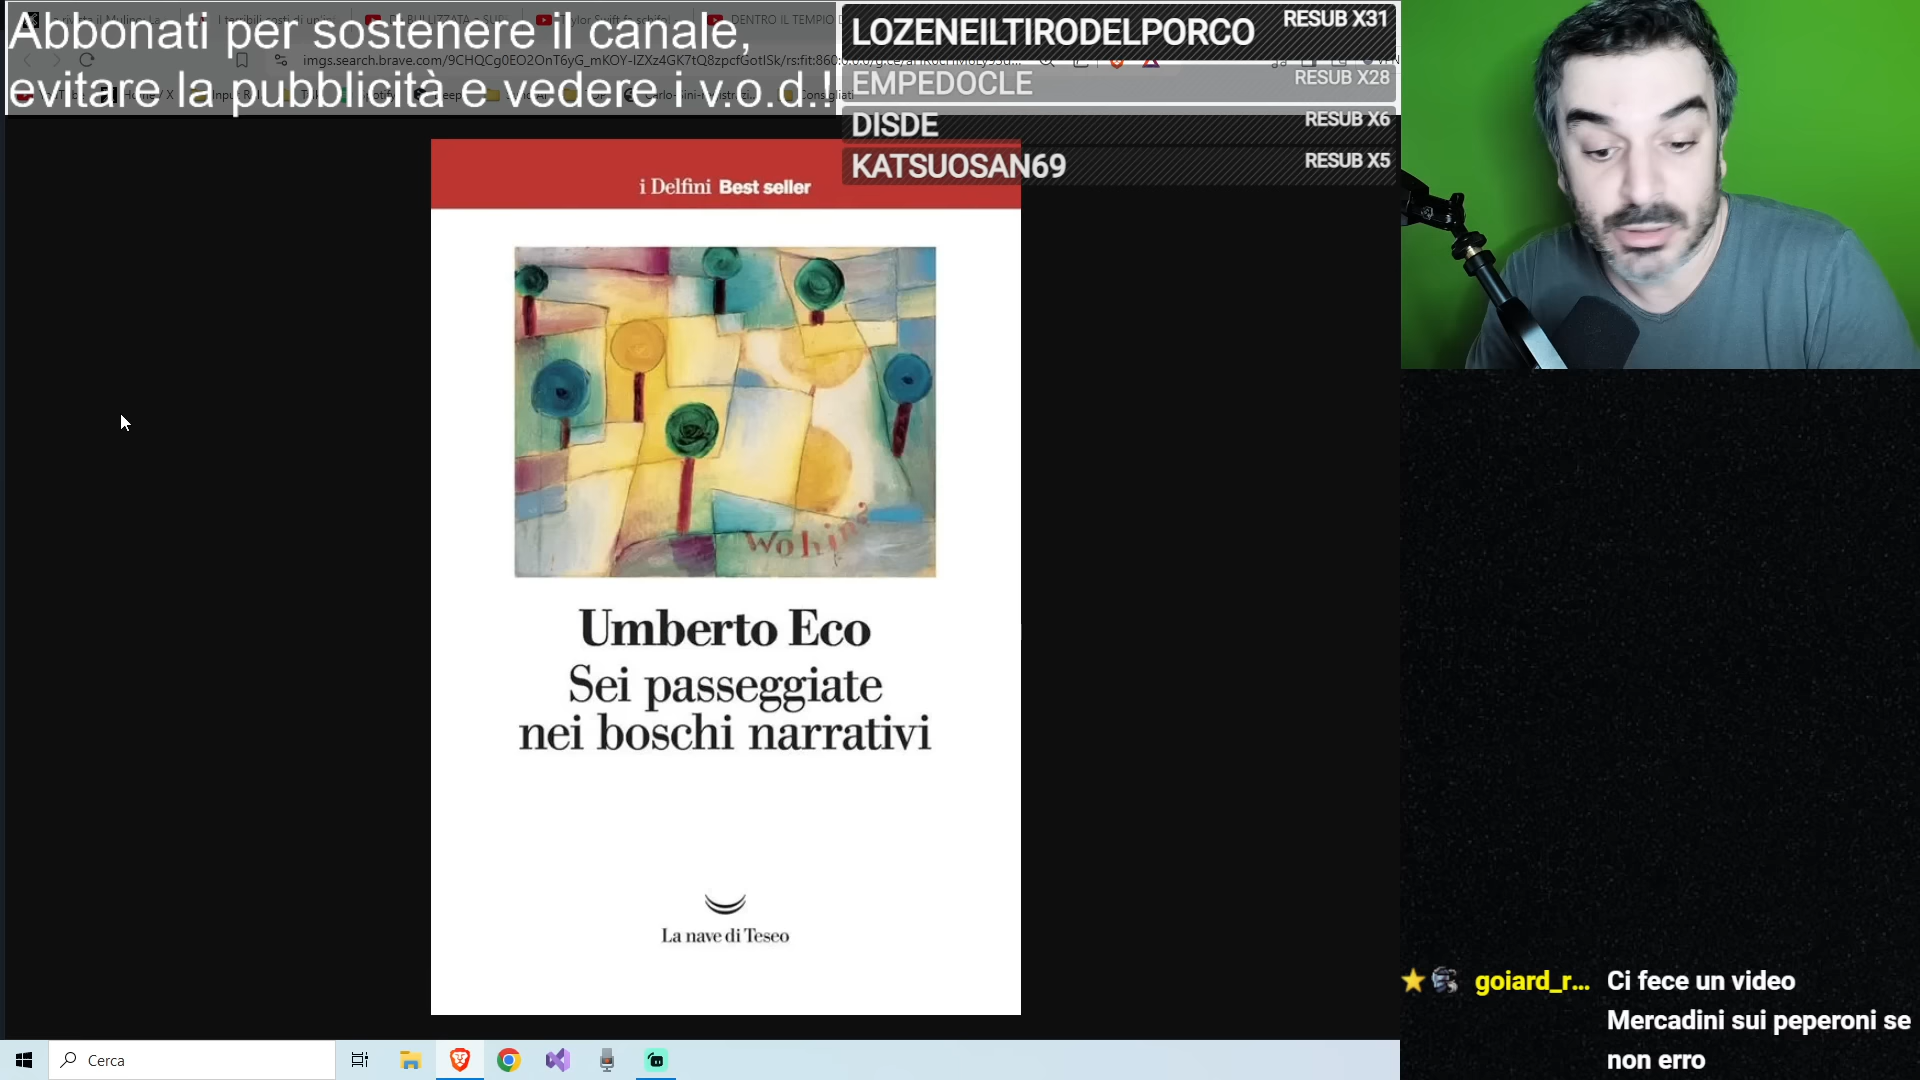 Abbonati per sostenere il canale,
evitare la pubblicità e vedere i v.o.d.!
LOZENEILTIRODELPORCO RESUB X31
EMPEDOCLE RESUB X28
DISDE RESUB X6
KATSUOSAN69 RESUB X5
i Delfini Best seller
Wohin?
Umberto Eco
Sei passeggiate
nei boschi narrativi
La nave di Teseo
goiard_r... Ci fece un video
Mercadini sui peperoni se
non erro
Cerca